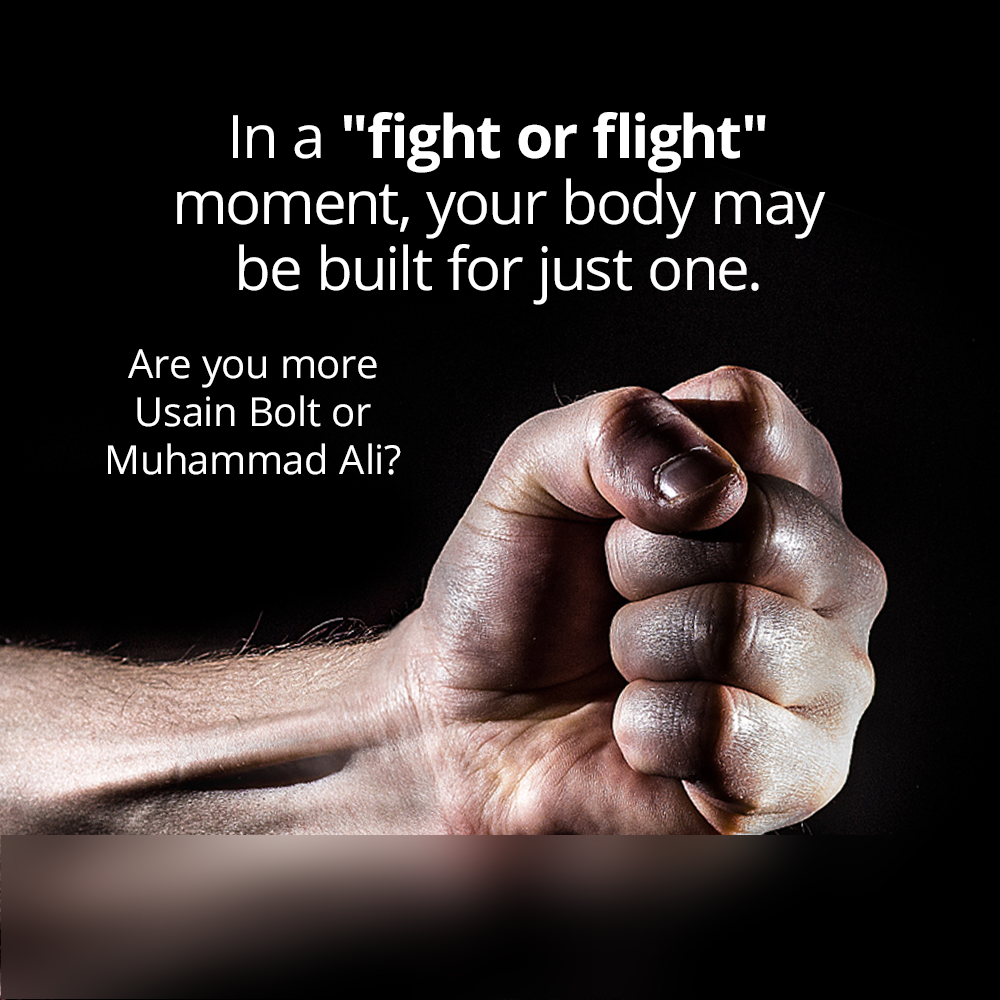 In a "fight or flight"
moment, your body may
be built for just one.
Are you more
Usain Bolt or
Muhammad Ali?